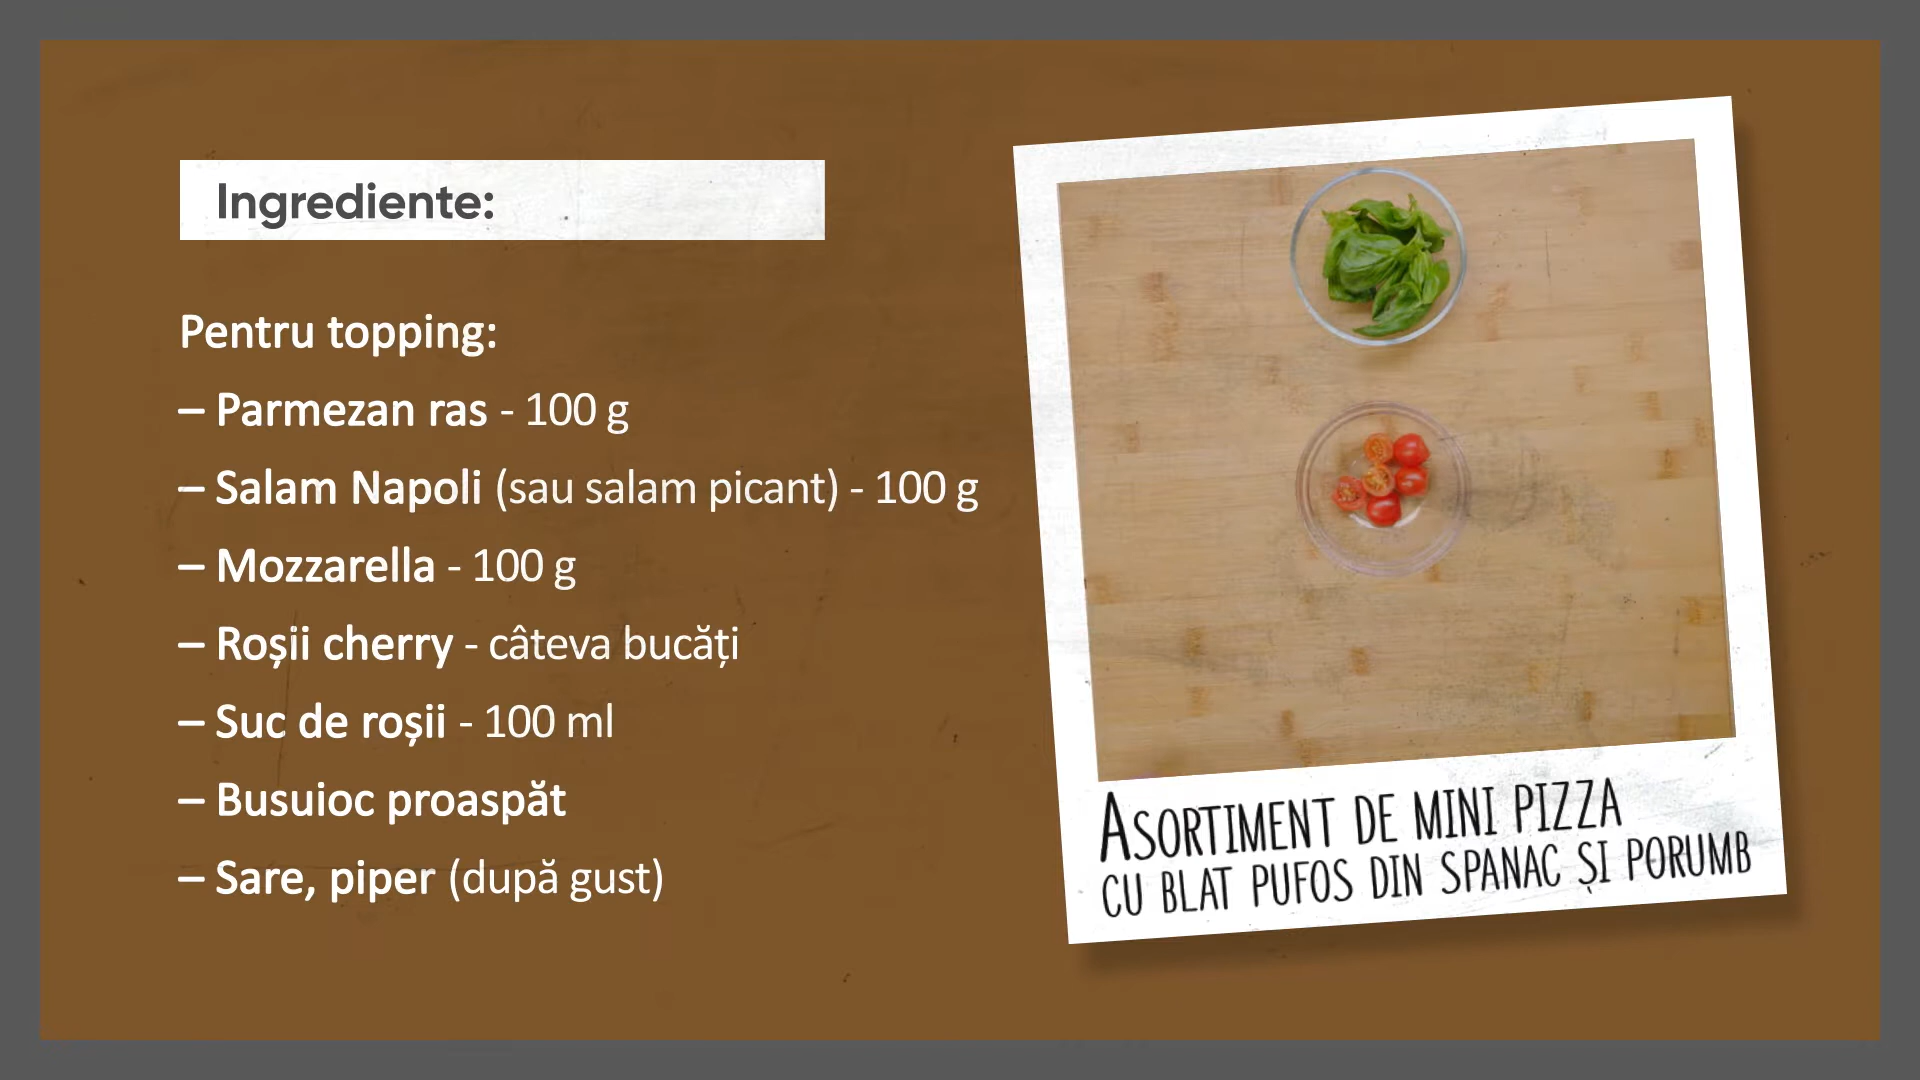 Ingrediente:
Pentru topping:
– Parmezan ras - 100 g
– Salam Napoli (sau salam picant) - 100 g
– Mozzarella - 100 g
– Roșii cherry - câteva bucăți
– Suc de roșii - 100 ml
– Busuioc proaspăt
– Sare, piper (după gust)
ASORTIMENT DE MINI PIZZA
CU BLAT PUFOS DIN SPANAC ȘI PORUMB